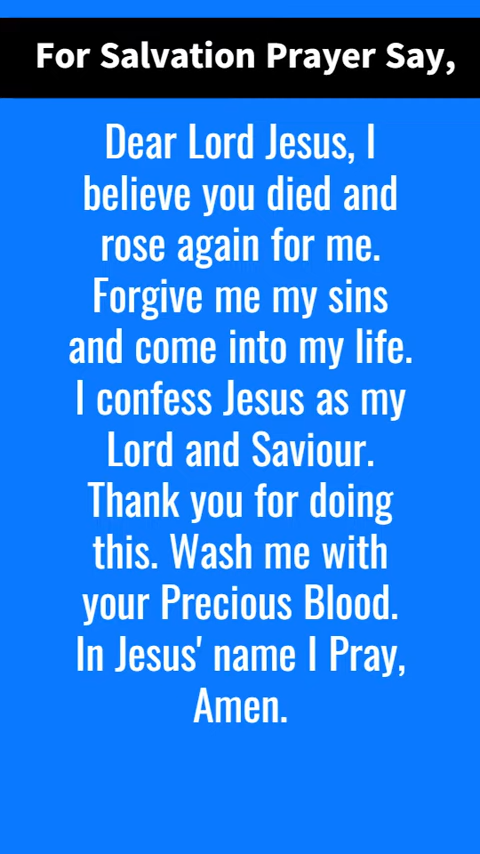 For Salvation Prayer Say,
Dear Lord Jesus, I
believe you died and
rose again for me.
Forgive me my sins
and come into my life.
I confess Jesus as my
Lord and Saviour.
Thank you for doing
this. Wash me with
your Precious Blood.
In Jesus' name I Pray,
Amen.